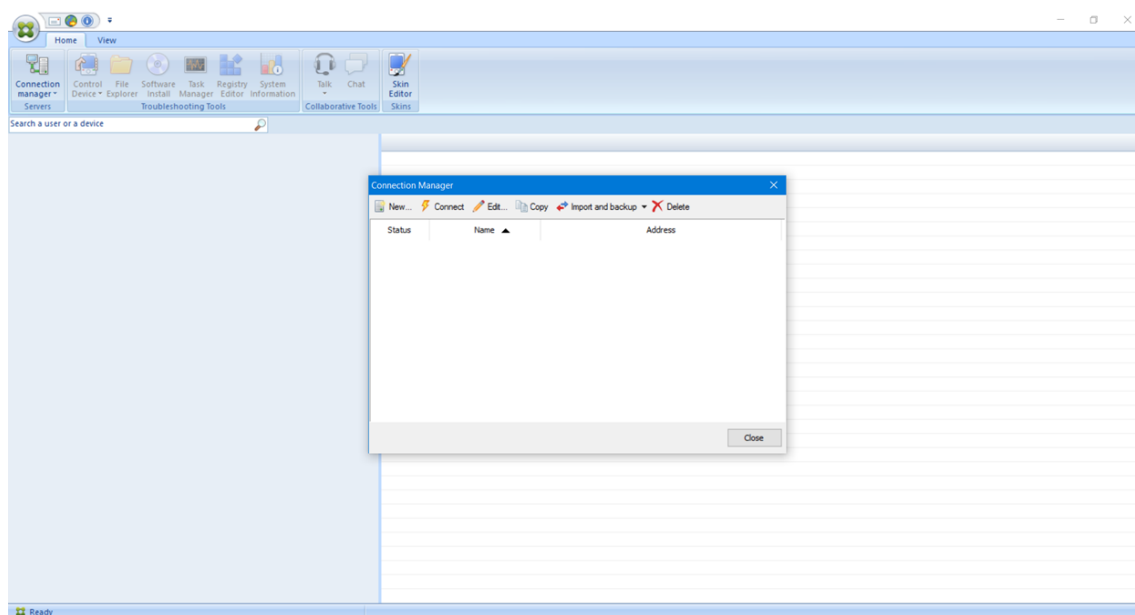 Home View
Connection manager
Control Device
File Explorer
Software Install
Task Manager
Registry Editor
System Information
Talk
Chat
Skin Editor
Servers
Troubleshooting Tools
Collaborative Tools
Skins
Search a user or a device
Connection Manager
New... Connect Edit... Copy Import and backup Delete
Status Name Address
Close
Ready